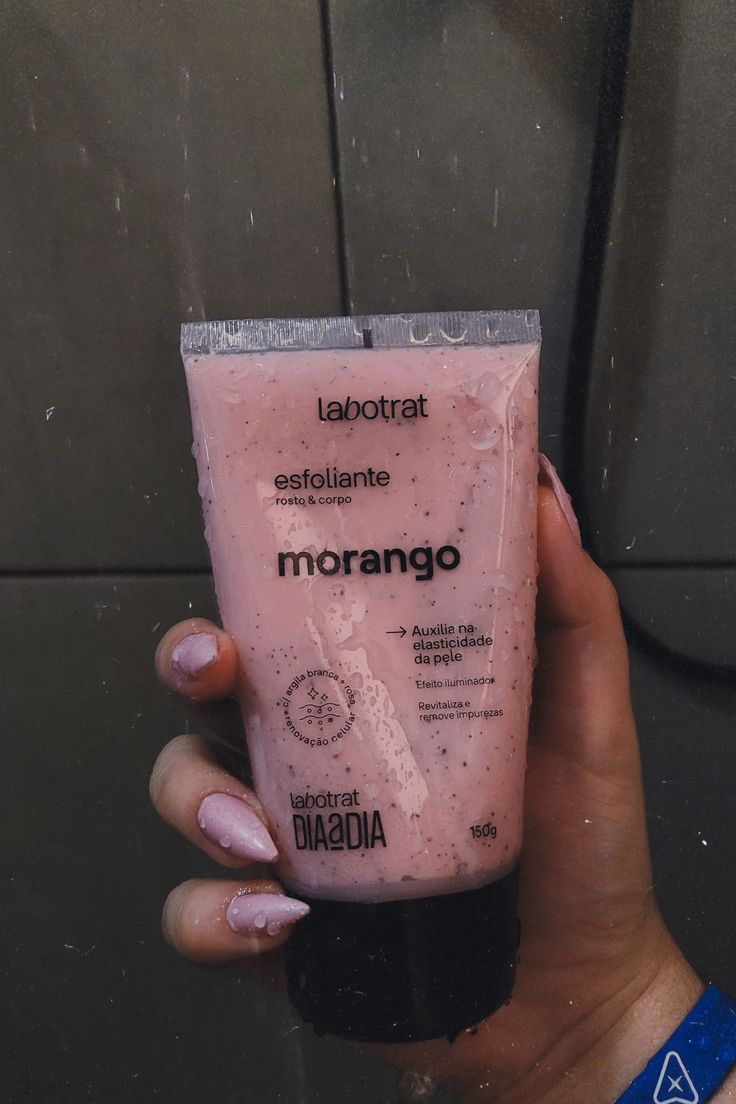 labotrat
esfoliante
rosto & corpo
morango
→ Auxilia na
elasticidade
da pele
Efeito iluminador
Revitaliza e
remove impurezas
c/ argila branca + rosa
renovação celular
labotrat
DIAaDIA
150g